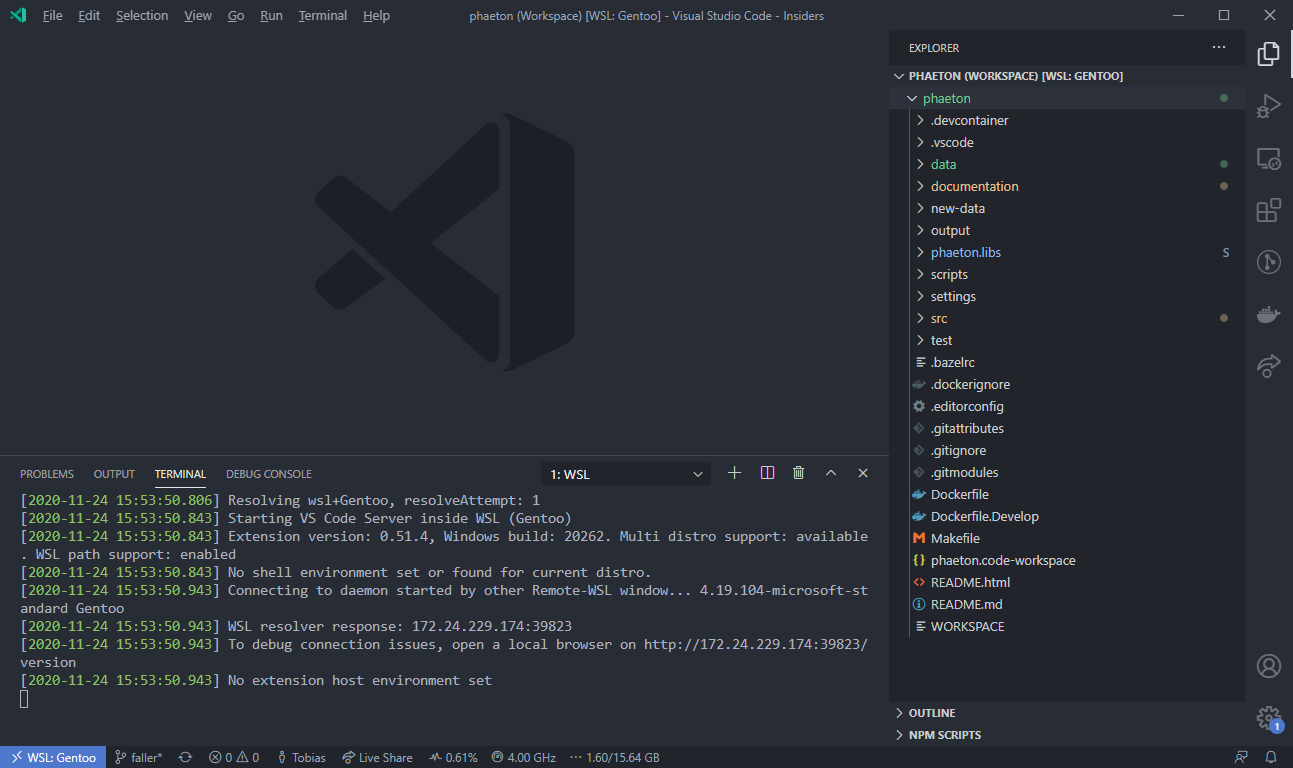 File Edit Selection View Go Run Terminal Help phaeton (Workspace) [WSL: Gentoo] - Visual Studio Code - Insiders
EXPLORER
PHAETON (WORKSPACE) [WSL: GENTOO]
phaeton
.devcontainer
.vscode
data
documentation
new-data
output
phaeton.libs S
scripts
settings
src
test
.bazelrc
.dockerignore
.editorconfig
.gitattributes
.gitignore
.gitmodules
Dockerfile
Dockerfile.Develop
Makefile
phaeton.code-workspace
README.html
README.md
WORKSPACE
OUTLINE
NPM SCRIPTS
1
PROBLEMS OUTPUT TERMINAL DEBUG CONSOLE 1: WSL
[2020-11-24 15:53:50.806] Resolving wsl+Gentoo, resolveAttempt: 1
[2020-11-24 15:53:50.843] Starting VS Code Server inside WSL (Gentoo)
[2020-11-24 15:53:50.843] Extension version: 0.51.4, Windows build: 20262. Multi distro support: available
. WSL path support: enabled
[2020-11-24 15:53:50.843] No shell environment set or found for current distro.
[2020-11-24 15:53:50.943] Connecting to daemon started by other Remote-WSL window... 4.19.104-microsoft-st
andard Gentoo
[2020-11-24 15:53:50.943] WSL resolver response: 172.24.229.174:39823
[2020-11-24 15:53:50.943] To debug connection issues, open a local browser on http://172.24.229.174:39823/
version
[2020-11-24 15:53:50.943] No extension host environment set
WSL: Gentoo faller* 0 0 Tobias Live Share 0.61% 4.00 GHz 1.60/15.64 GB